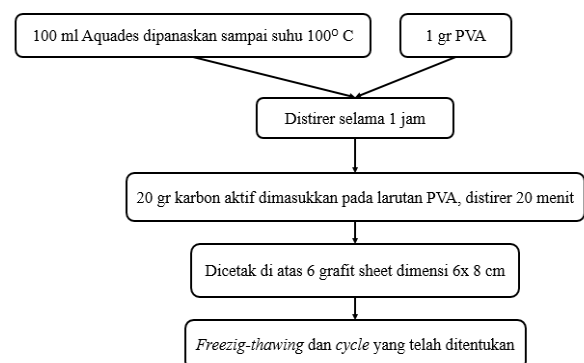 100 ml Aquades dipanaskan sampai suhu 100⁰ C
1 gr PVA
Distirer selama 1 jam
20 gr karbon aktif dimasukkan pada larutan PVA, distirer 20 menit
Dicetak di atas 6 grafit sheet dimensi 6x 8 cm
Freezig-thawing dan cycle yang telah ditentukan